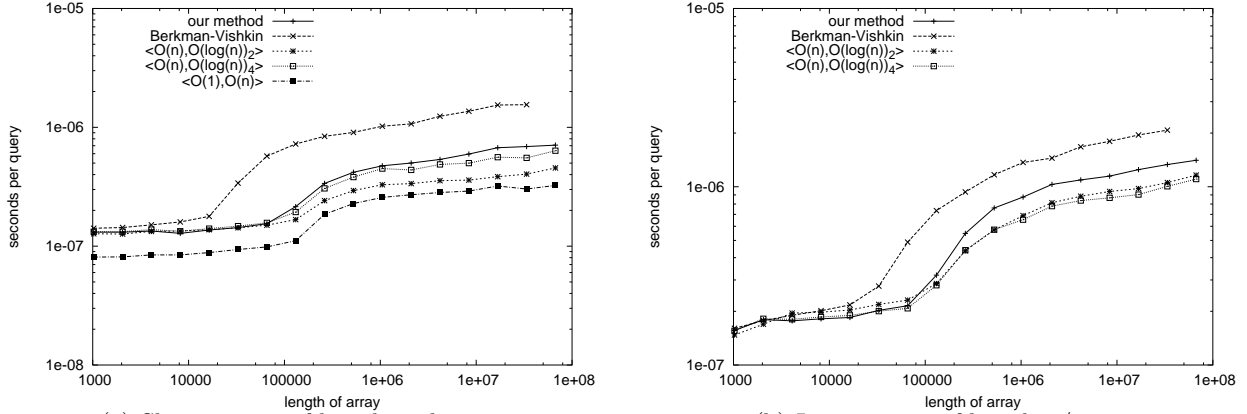 1e-05
1e-06
1e-07
1e-08
seconds per query
our method
Berkman-Vishkin
<O(n),O(log(n))2>
<O(n),O(log(n))4>
<O(1),O(n)>
1000
10000
100000
1e+06
1e+07
1e+08
length of array
1e-05
1e-06
1e-07
seconds per query
our method
Berkman-Vishkin
<O(n),O(log(n))2>
<O(n),O(log(n))4>
1000
10000
100000
1e+06
1e+07
1e+08
length of array